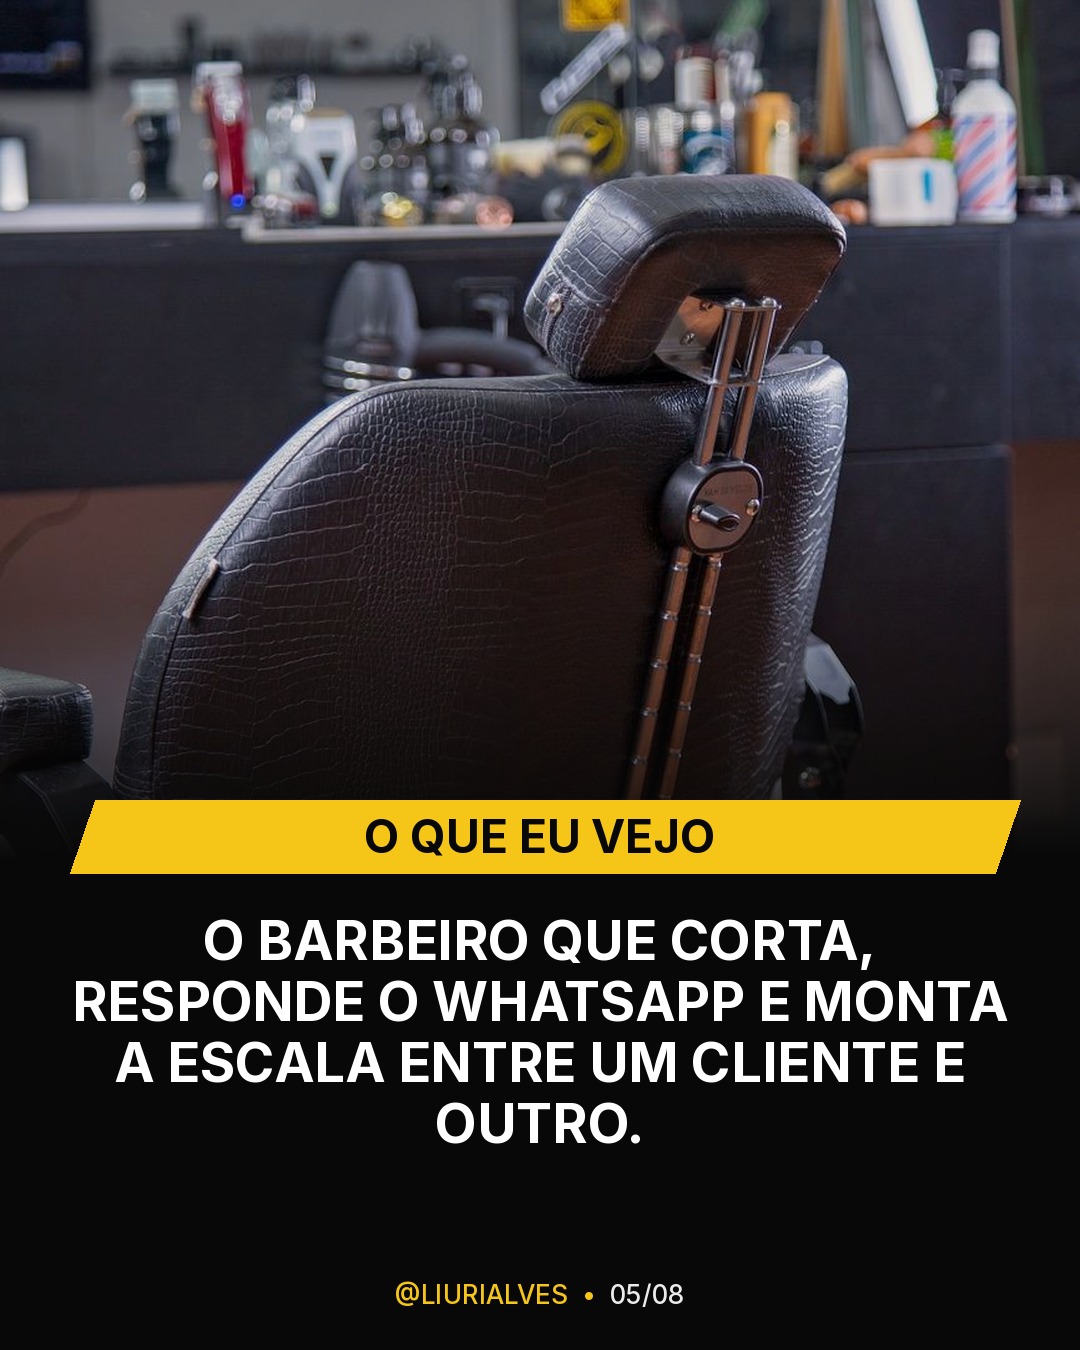 O QUE EU VEJO
O BARBEIRO QUE CORTA,
RESPONDE O WHATSAPP E MONTA
A ESCALA ENTRE UM CLIENTE E
OUTRO.
@LIURIALVES • 05/08